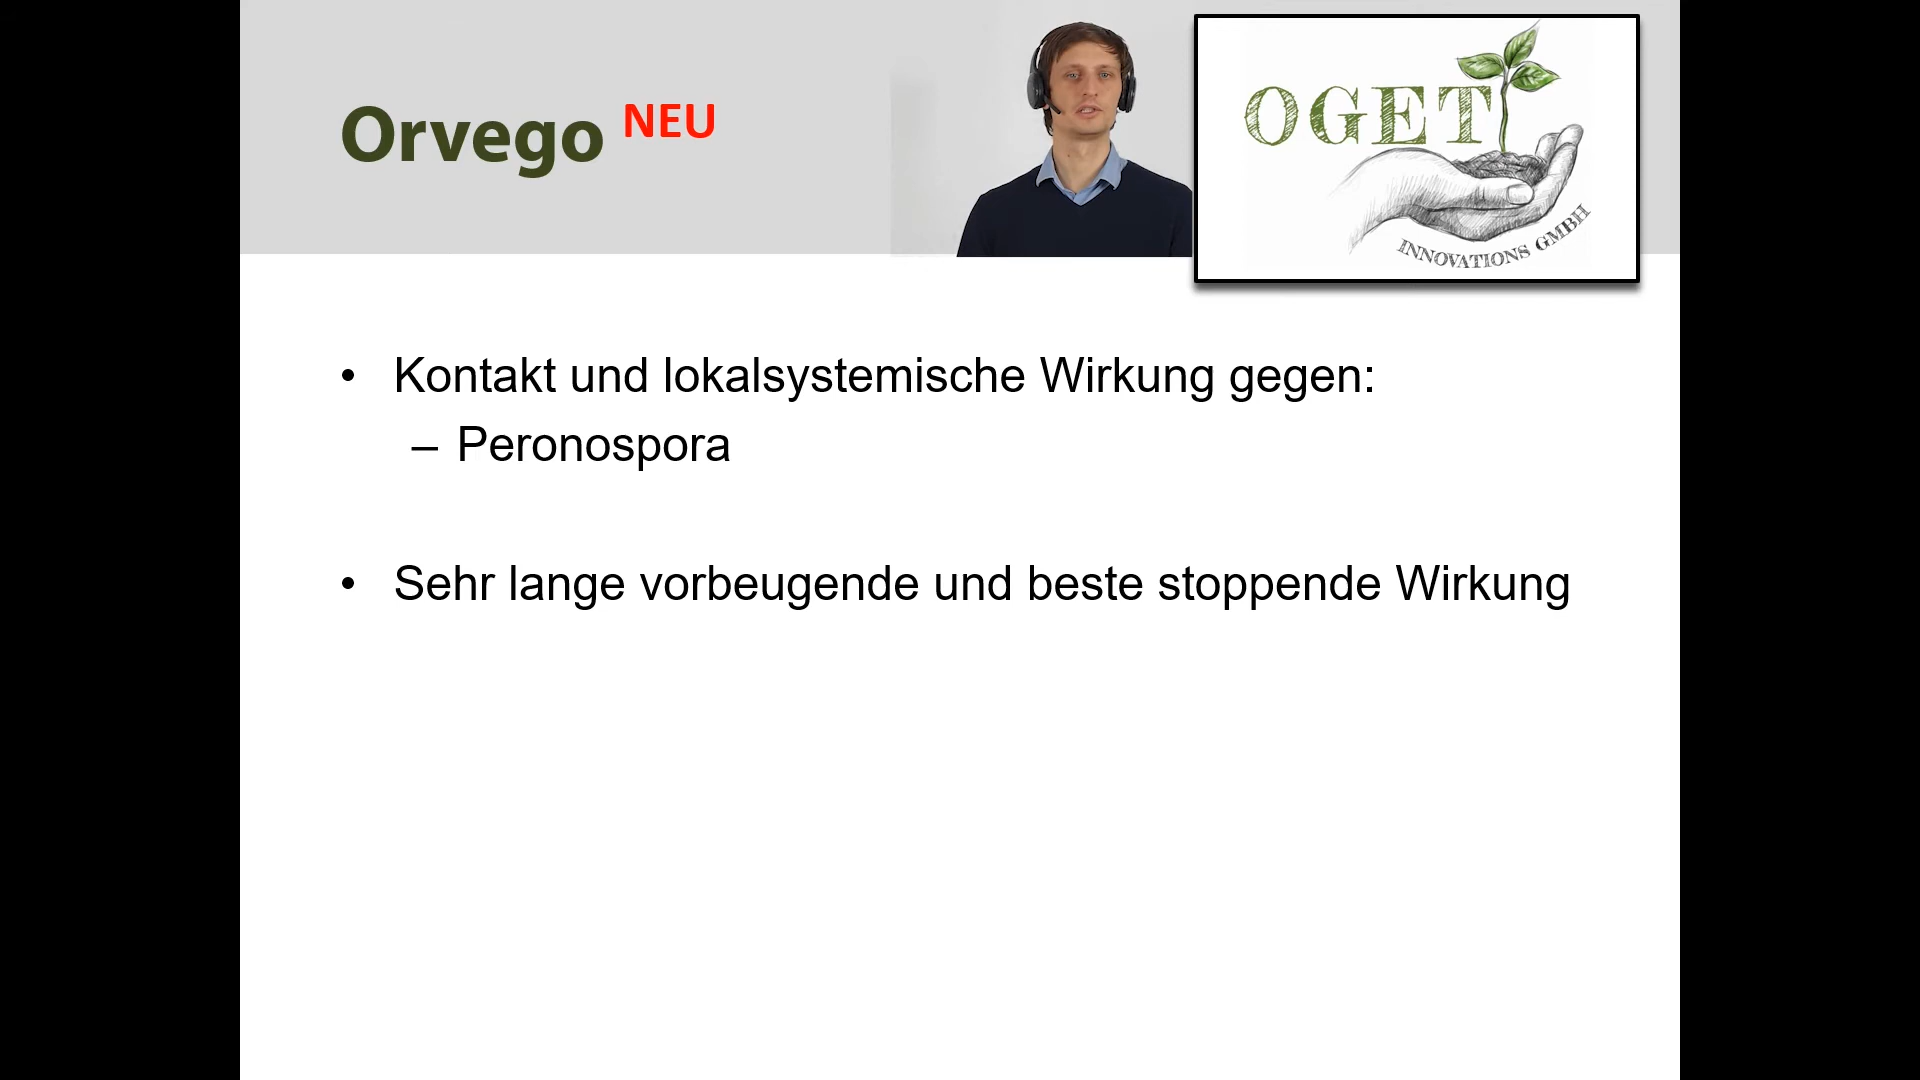 Orvego NEU
OGET
INNOVATIONS GMBH
• Kontakt und lokalsystemische Wirkung gegen:
– Peronospora
• Sehr lange vorbeugende und beste stoppende Wirkung